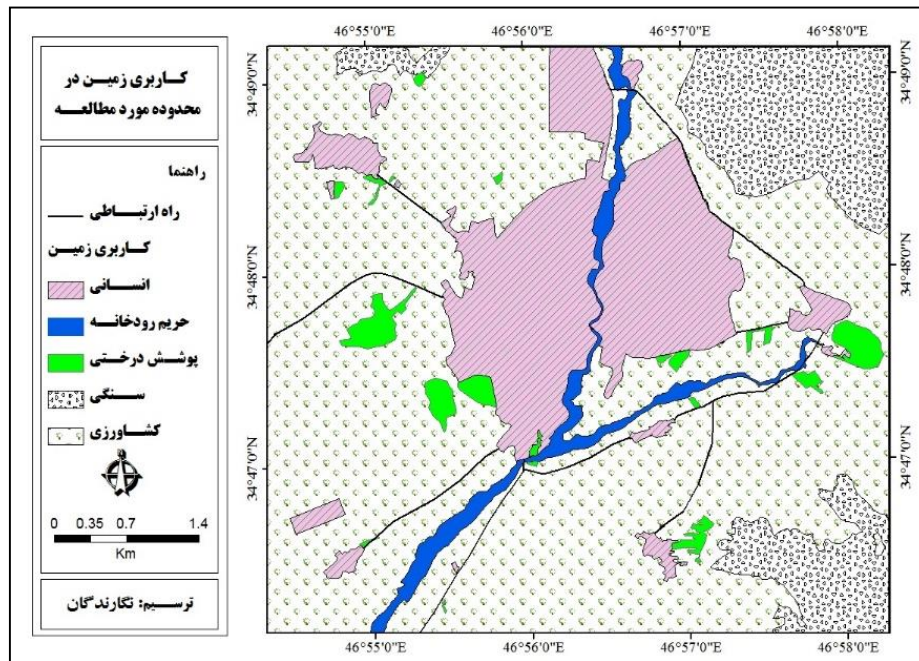 کاربری زمین در
محدوده مورد مطالعه
راهنما
راه ارتباطی
کاربری زمین
انسانی
حریم رودخانه
پوشش درختی
سنگی
کشاورزی
0 0.35 0.7 1.4
Km
ترسیم: نگارندگان
46°55'0"E 46°56'0"E 46°57'0"E 46°58'0"E
34°49'0"N 34°49'0"N
34°48'0"N 34°48'0"N
34°47'0"N 34°47'0"N
46°55'0"E 46°56'0"E 46°57'0"E 46°58'0"E